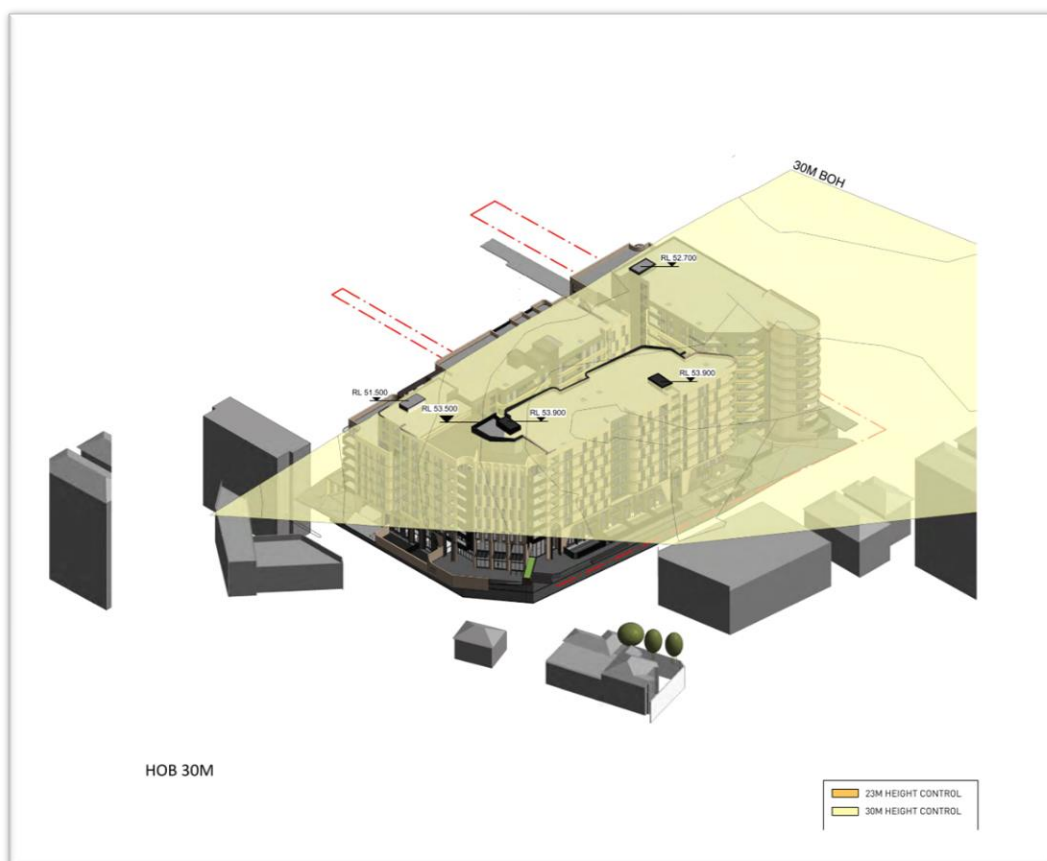 30M BOH
RL 52.700
RL 53.900
RL 51.500
RL 53.500
RL 53.900
HOB 30M
23M HEIGHT CONTROL
30M HEIGHT CONTROL